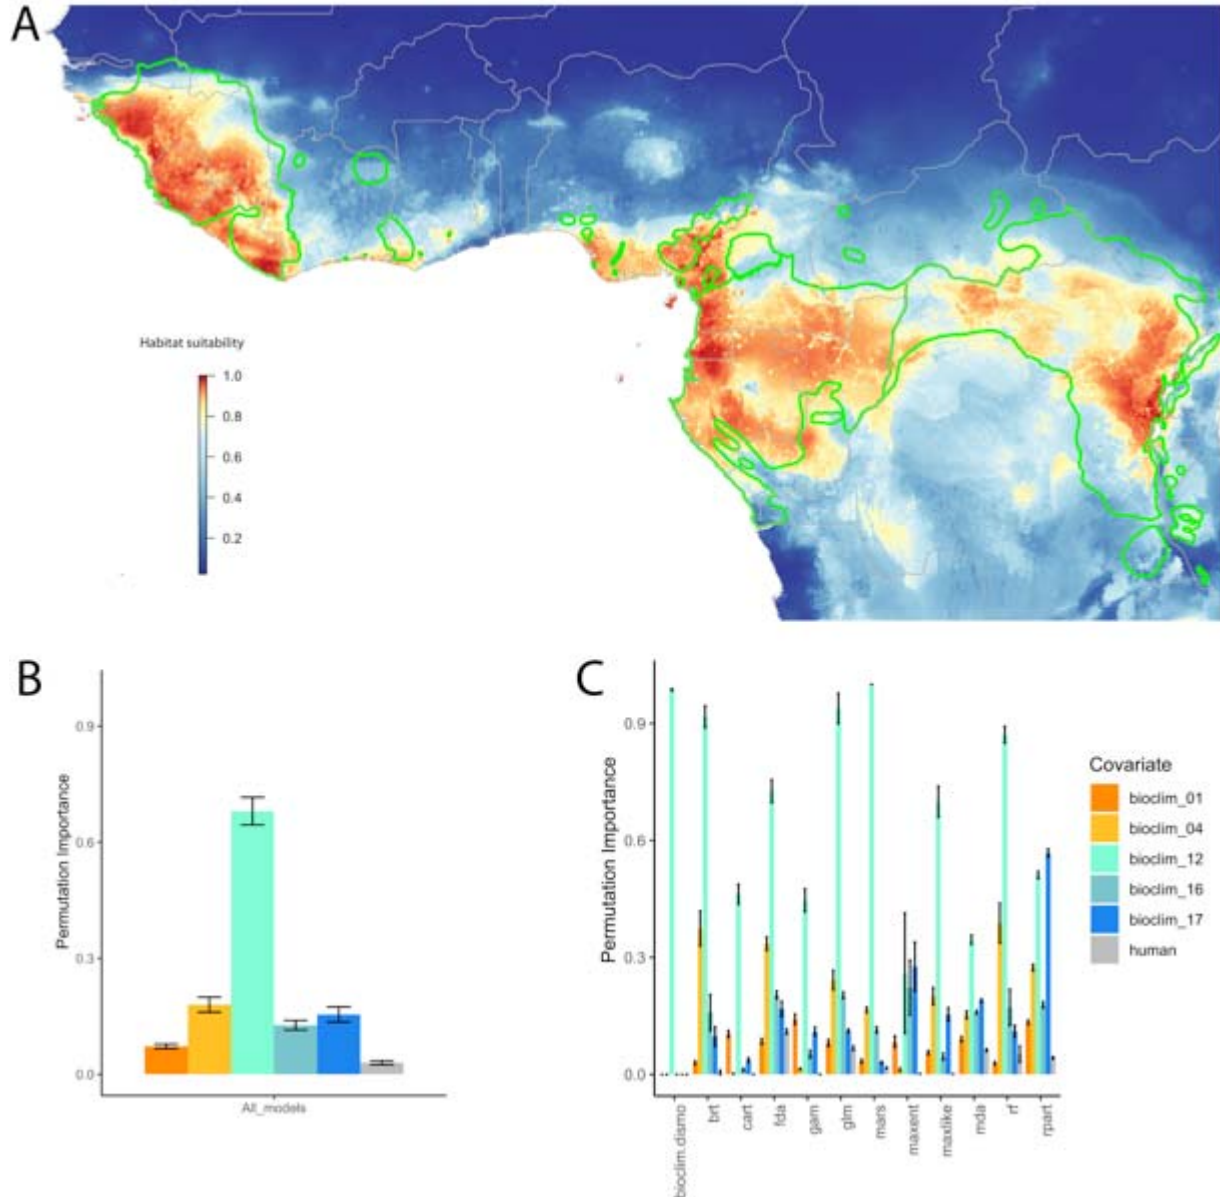 A
Habitat suitability
1.0
0.8
0.6
0.4
0.2
B
Permutation Importance
0.9
0.6
0.3
0.0
All_models
C
Permutation Importance
0.9
0.6
0.3
0.0
bioclim.dismo
brt
cart
fda
gam
glm
mars
maxent
maxlike
mda
rf
rpart
Covariate
bioclim_01
bioclim_04
bioclim_12
bioclim_16
bioclim_17
human